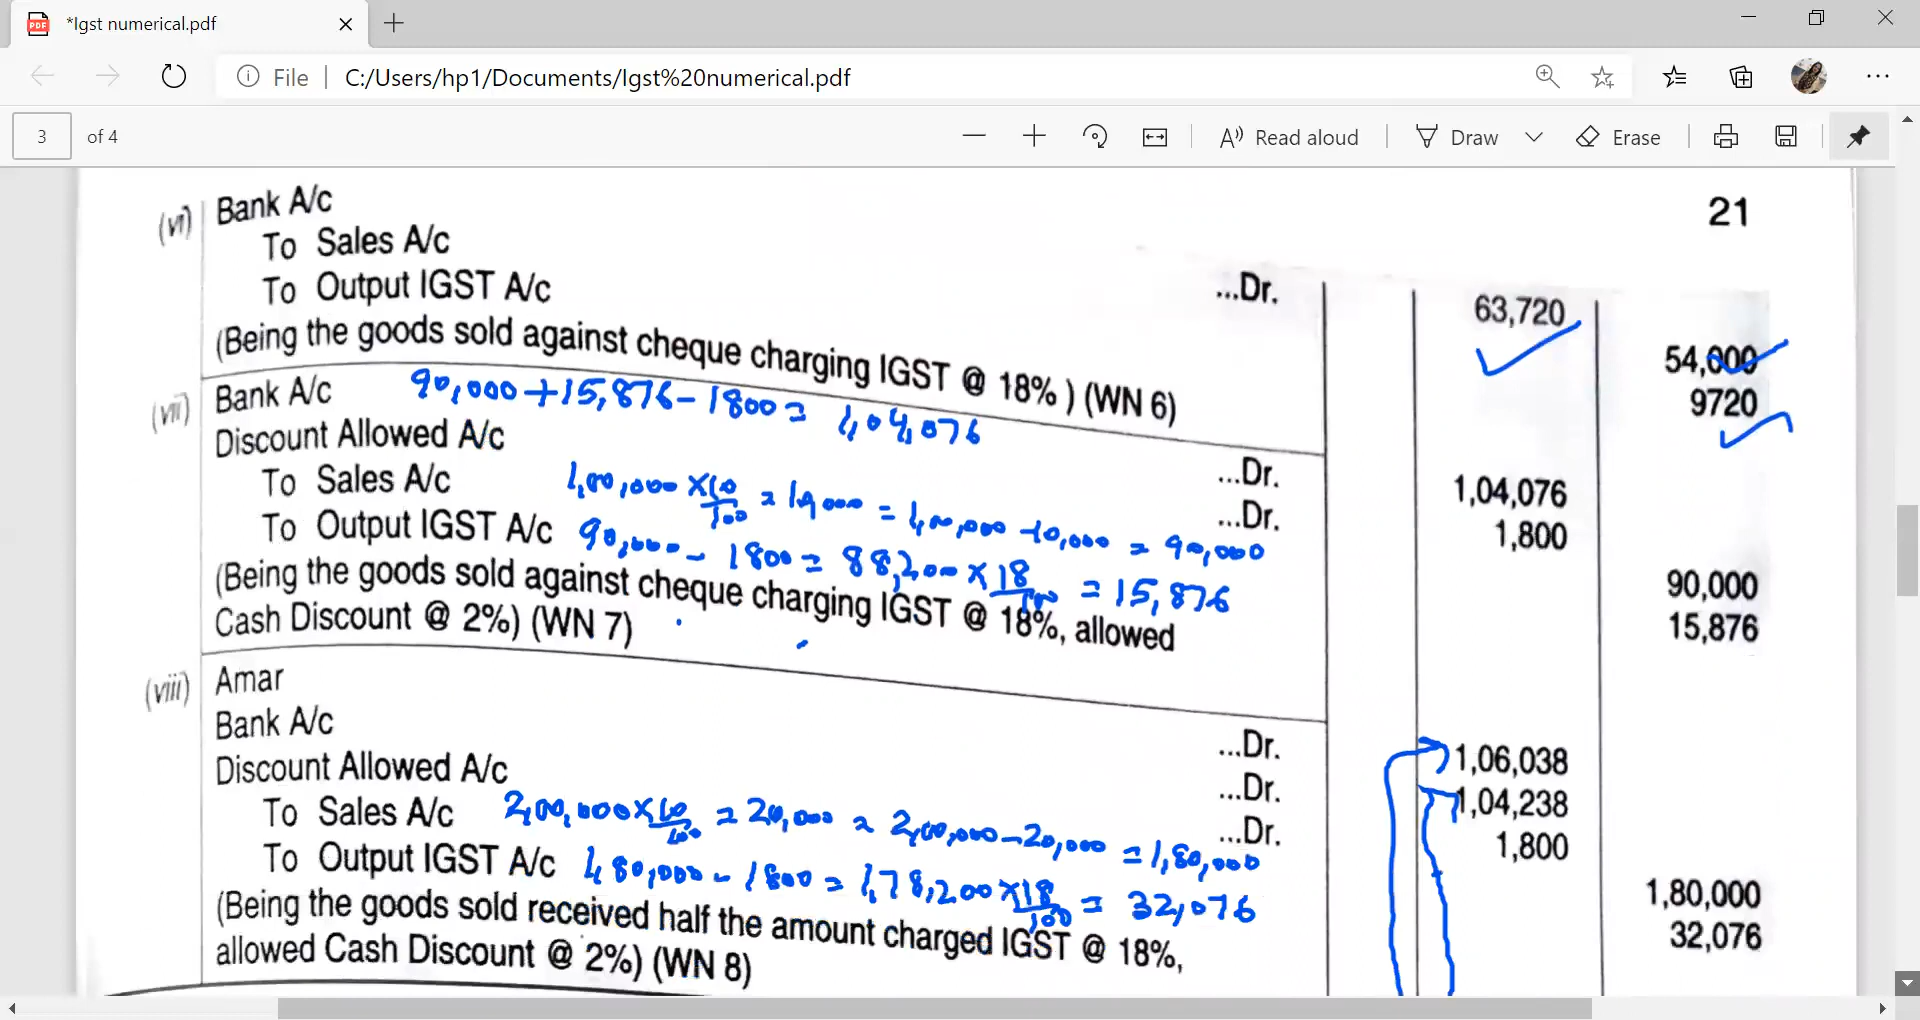 *Igst numerical.pdf
File | C:/Users/hp1/Documents/Igst%20numerical.pdf
3 of 4
Read aloud Draw Erase
21
(vi) Bank A/c ...Dr. 63,720
To Sales A/c 54,000
To Output IGST A/c 9720
(Being the goods sold against cheque charging IGST @ 18% ) (WN 6)
(vii) Bank A/c 90,000+15,876-1800= 1,04,076 ...Dr. 1,04,076
Discount Allowed A/c ...Dr. 1,800
To Sales A/c 1,00,000×10/100 = 10,000 = 1,00,000-10,000 = 90,000 90,000
To Output IGST A/c 90,000-1800= 88,200×18/100 = 15,876 15,876
(Being the goods sold against cheque charging IGST @ 18%, allowed
Cash Discount @ 2%) (WN 7)
(viii) Amar ...Dr. 1,06,038
Bank A/c ...Dr. 1,04,238
Discount Allowed A/c ...Dr. 1,800
To Sales A/c 2,00,000×10/100 = 20,000 = 2,00,000-20,000 = 1,80,000 1,80,000
To Output IGST A/c 1,80,000-1800= 1,78,200×18/100 = 32,076 32,076
(Being the goods sold received half the amount charged IGST @ 18%,
allowed Cash Discount @ 2%) (WN 8)